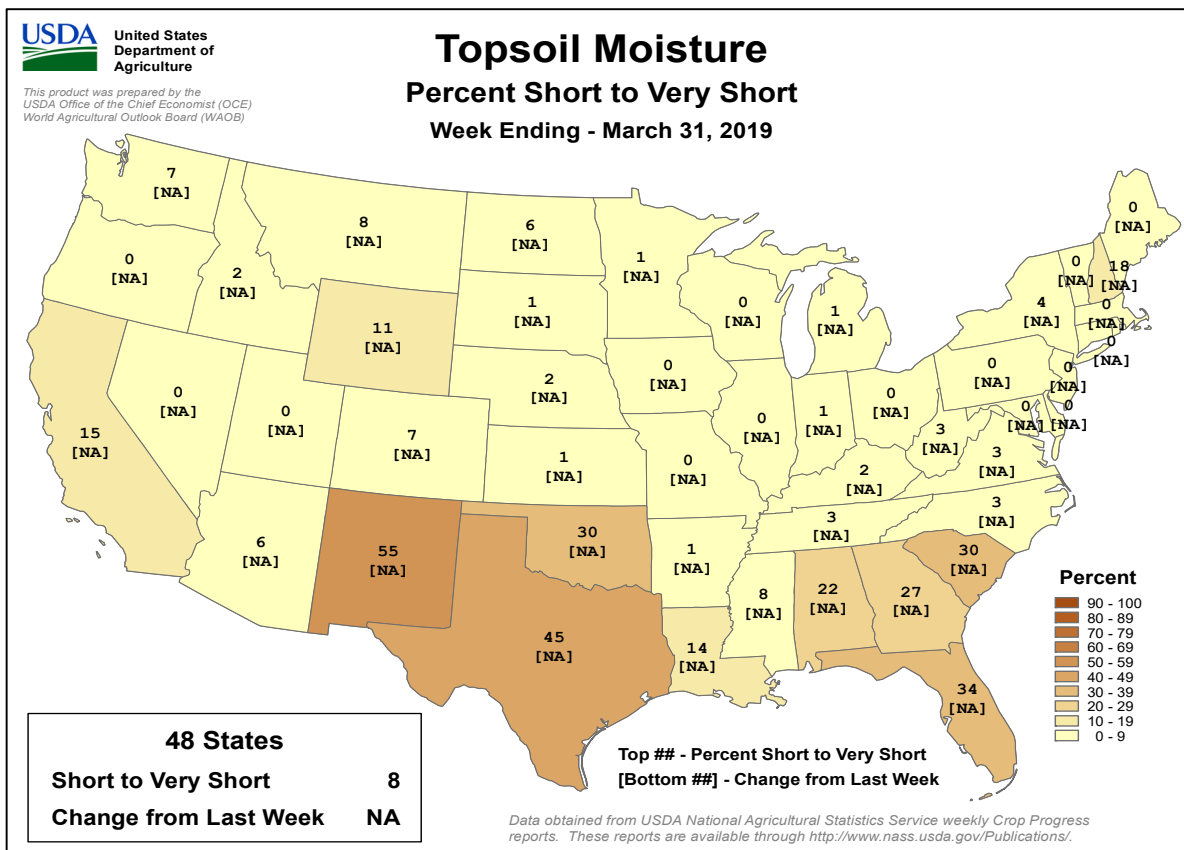 USDA
United States
Department of
Agriculture
This product was prepared by the
USDA Office of the Chief Economist (OCE)
World Agricultural Outlook Board (WAOB)
Topsoil Moisture
Percent Short to Very Short
Week Ending - March 31, 2019
7
[NA]
8
[NA]
6
[NA]
1
[NA]
0
[NA]
0
[NA]
2
[NA]
1
[NA]
0
[NA]
1
[NA]
4
[NA]
0
[NA]
18
[NA]
0
[NA]
0
[NA]
11
[NA]
2
[NA]
0
[NA]
0
[NA]
0
[NA]
15
[NA]
0
[NA]
0
[NA]
7
[NA]
1
[NA]
0
[NA]
0
[NA]
1
[NA]
0
[NA]
3
[NA]
0
[NA]
0
[NA]
2
[NA]
3
[NA]
6
[NA]
55
[NA]
30
[NA]
1
[NA]
3
[NA]
3
[NA]
45
[NA]
14
[NA]
8
[NA]
22
[NA]
27
[NA]
30
[NA]
34
[NA]
Percent
90 - 100
80 - 89
70 - 79
60 - 69
50 - 59
40 - 49
30 - 39
20 - 29
10 - 19
0 - 9
48 States
Short to Very Short 8
Change from Last Week NA
Top ## - Percent Short to Very Short
[Bottom ##] - Change from Last Week
Data obtained from USDA National Agricultural Statistics Service weekly Crop Progress
reports. These reports are available through http://www.nass.usda.gov/Publications/.